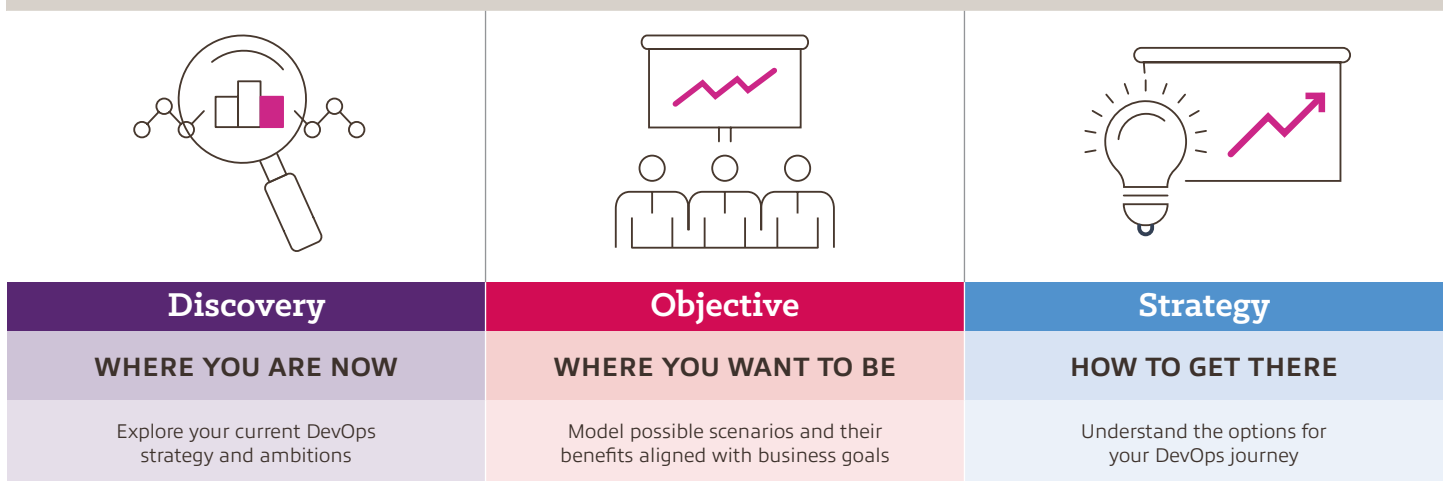 Discovery
WHERE YOU ARE NOW
Explore your current DevOps
strategy and ambitions
Objective
WHERE YOU WANT TO BE
Model possible scenarios and their
benefits aligned with business goals
Strategy
HOW TO GET THERE
Understand the options for
your DevOps journey